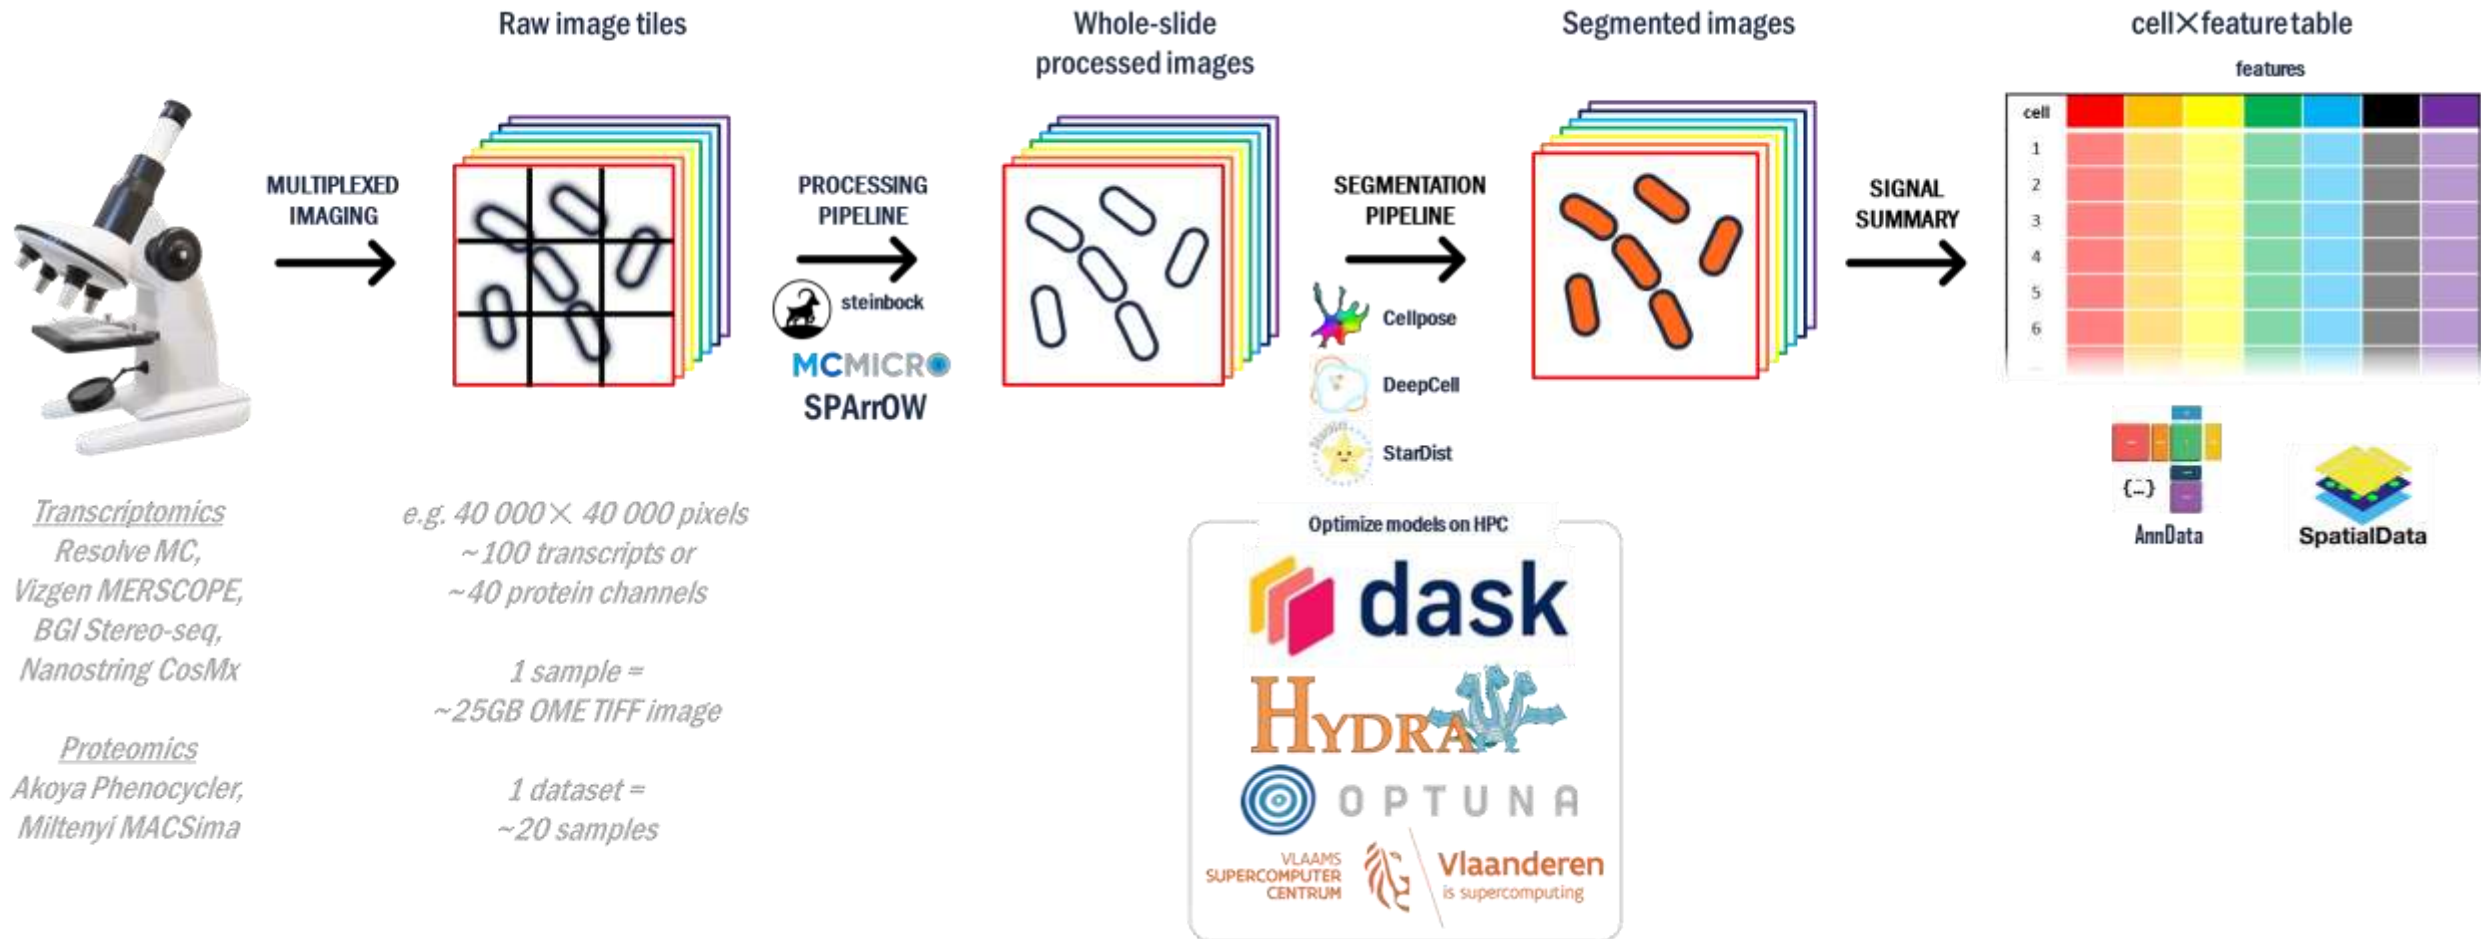 Raw image tiles
Whole-slide
processed images
Segmented images
cell×feature table
features
MULTIPLEXED
IMAGING
PROCESSING
PIPELINE
steinbock
MCMICRO
SPArrOW
SEGMENTATION
PIPELINE
Cellpose
DeepCell
StarDist
SIGNAL
SUMMARY
cell
1
2
3
4
5
6
{...}
AnnData
SpatialData
Transcriptomics
Resolve MC,
Vizgen MERSCOPE,
BGI Stereo-seq,
Nanostring CosMx
Proteomics
Akoya Phenocycler,
Miltenyi MACSima
e.g. 40 000 × 40 000 pixels
~100 transcripts or
~40 protein channels
1 sample =
~25GB OME TIFF image
1 dataset =
~20 samples
Optimize models on HPC
dask
HYDRA
OPTUNA
VLAAMS
SUPERCOMPUTER
CENTRUM
Vlaanderen
is supercomputing